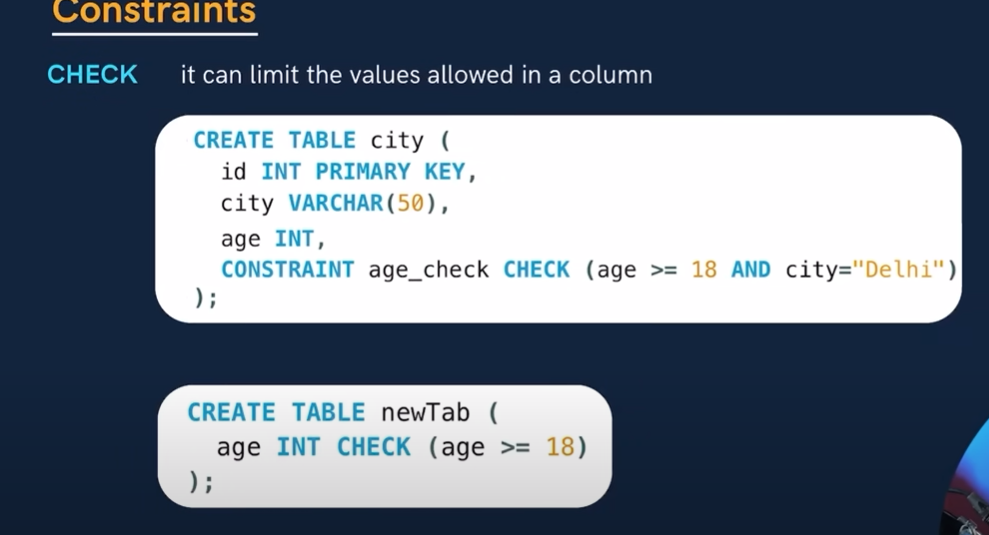 Constraints
CHECK it can limit the values allowed in a column
CREATE TABLE city (
id INT PRIMARY KEY,
city VARCHAR(50),
age INT,
CONSTRAINT age_check CHECK (age >= 18 AND city="Delhi")
);
CREATE TABLE newTab (
age INT CHECK (age >= 18)
);